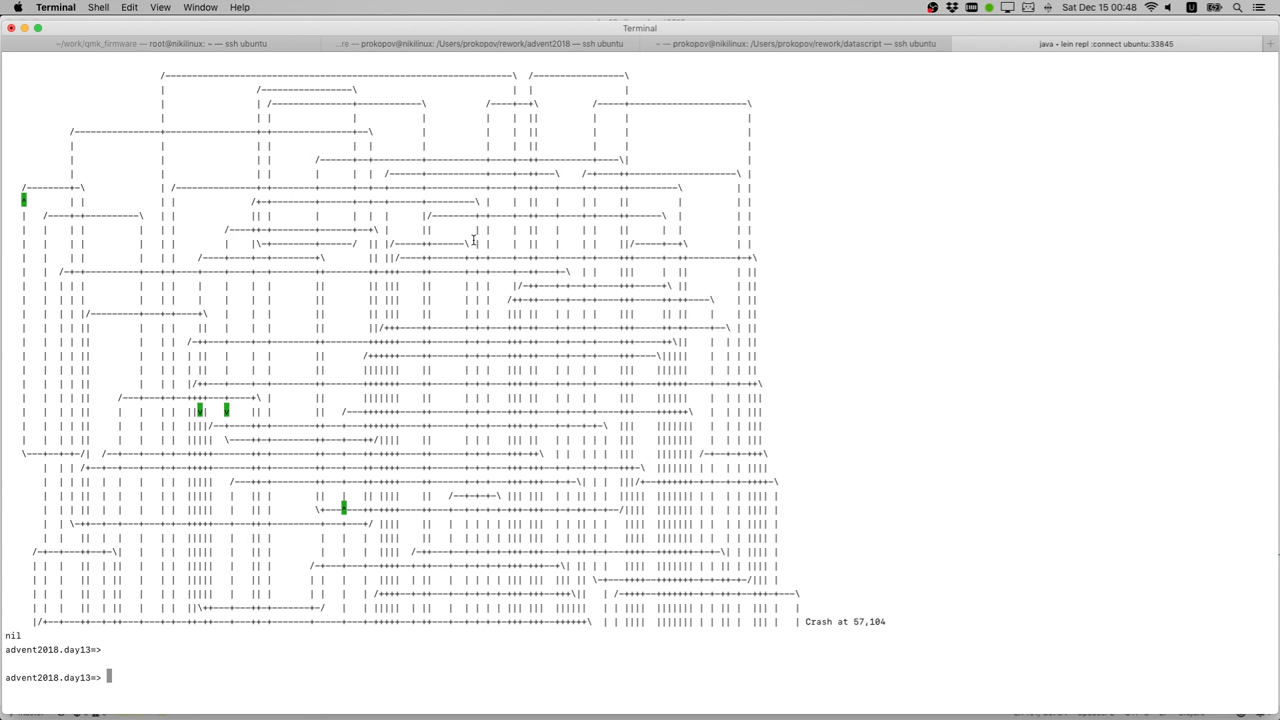 Terminal Shell Edit View Window Help Sat Dec 15 00:48
Terminal
~/work/qmk_firmware — root@nikilinux: ~ — ssh ubuntu
...re — prokopov@nikilinux: /Users/prokopov/rework/advent2018 — ssh ubuntu
~ — prokopov@nikilinux: /Users/prokopov/rework/datascript — ssh ubuntu
java • lein repl :connect ubuntu:33845
^
v v
^
Crash at 57,104
nil
advent2018.day13=>
advent2018.day13=>